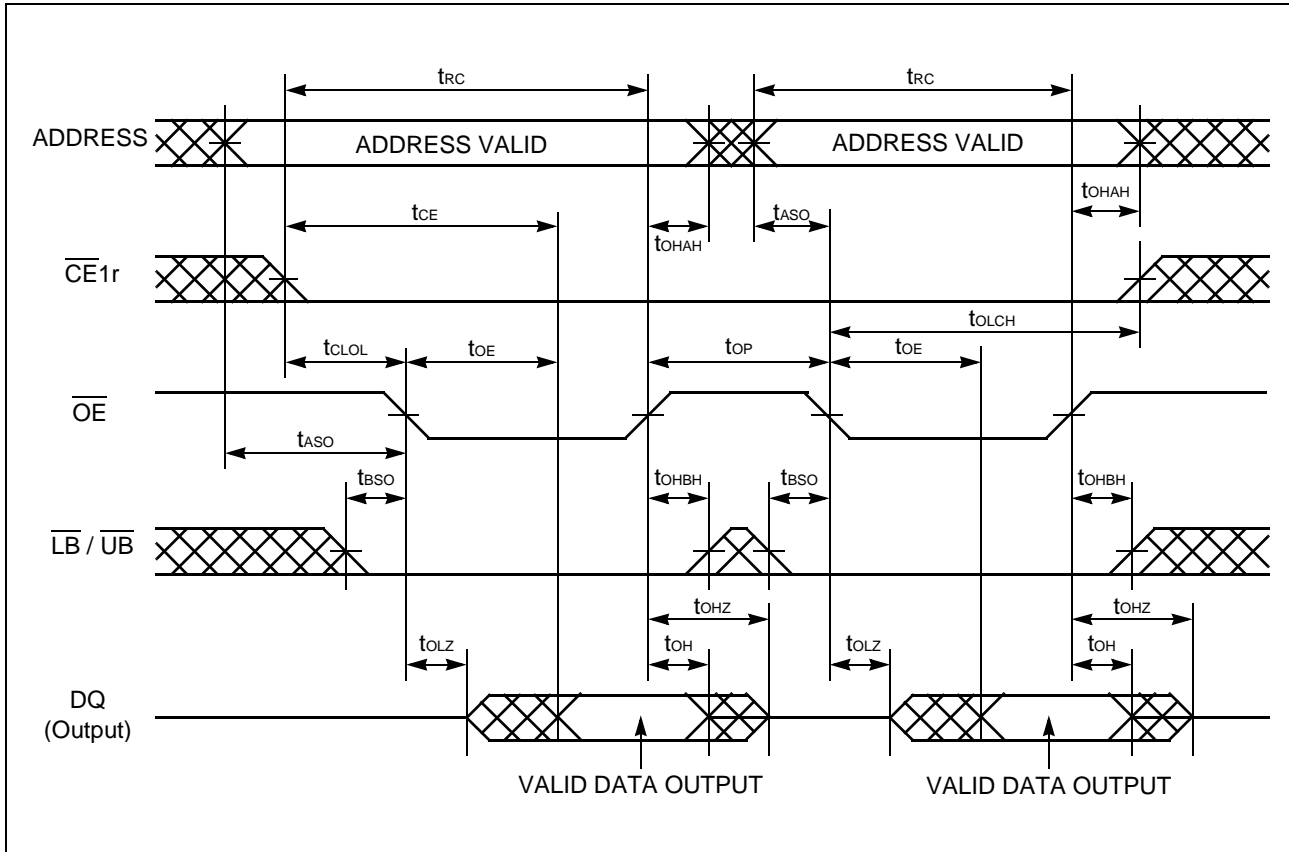 tRC tRC
ADDRESS ADDRESS VALID ADDRESS VALID
tCE tOHAH tASO tOHAH
CE1r
tOLCH
tCLOL tOE tOP tOE
OE
tASO
tBSO tOHBH tBSO tOHBH
LB / UB
tOHZ tOHZ
tOLZ tOH tOLZ tOH
DQ
(Output)
VALID DATA OUTPUT VALID DATA OUTPUT